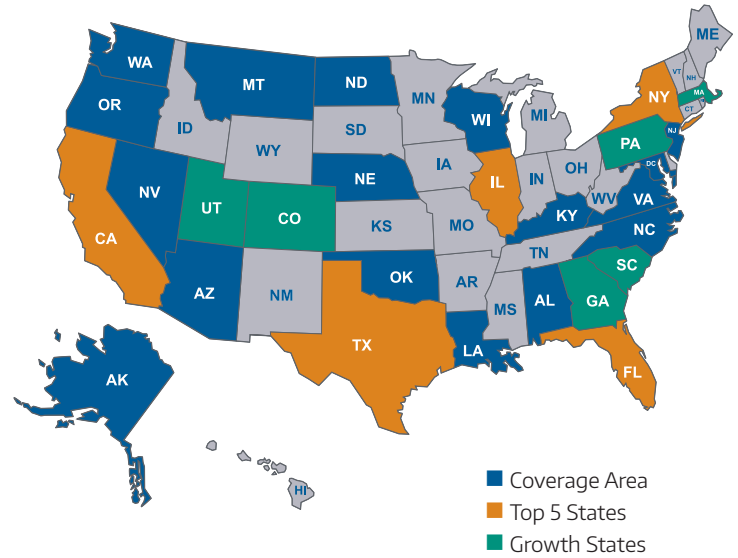 ME
WA
VT
NH
MT
ND
MN
OR
MA
NY
ID
WI
CT
SD
MI
WY
PA
NJ
IA
NE
DC
OH
NV
IL
IN
UT
WV
VA
CO
KY
KS
MO
CA
NC
TN
SC
OK
AZ
AR
NM
AL
GA
MS
TX
LA
FL
AK
HI
Coverage Area
Top 5 States
Growth States